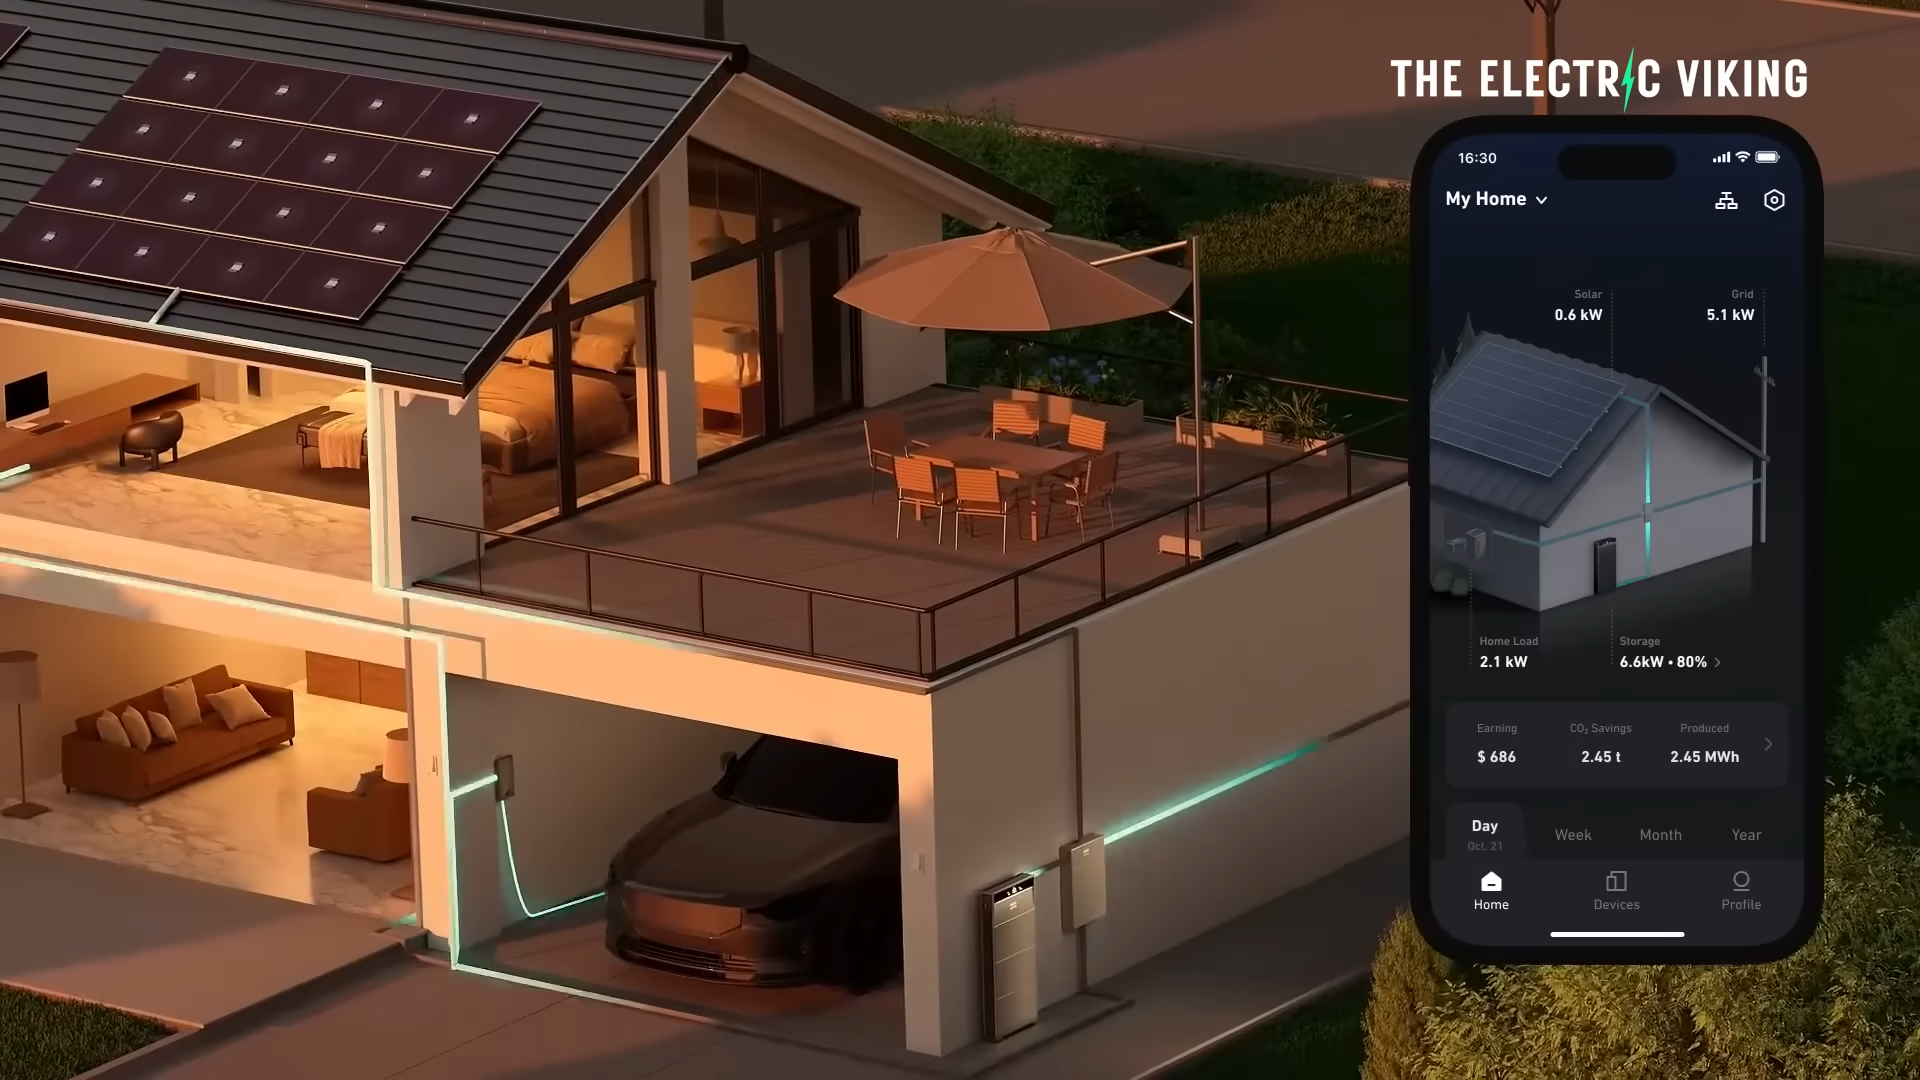 THE ELECTRIC VIKING
16:30
My Home
Solar
0.6 kW
Grid
5.1 kW
Home Load
2.1 kW
Storage
6.6kW • 80%
Earning
CO₂ Savings
Produced
$ 686
2.45 t
2.45 MWh
Day
Week
Month
Year
Oct. 21
Home
Devices
Profile